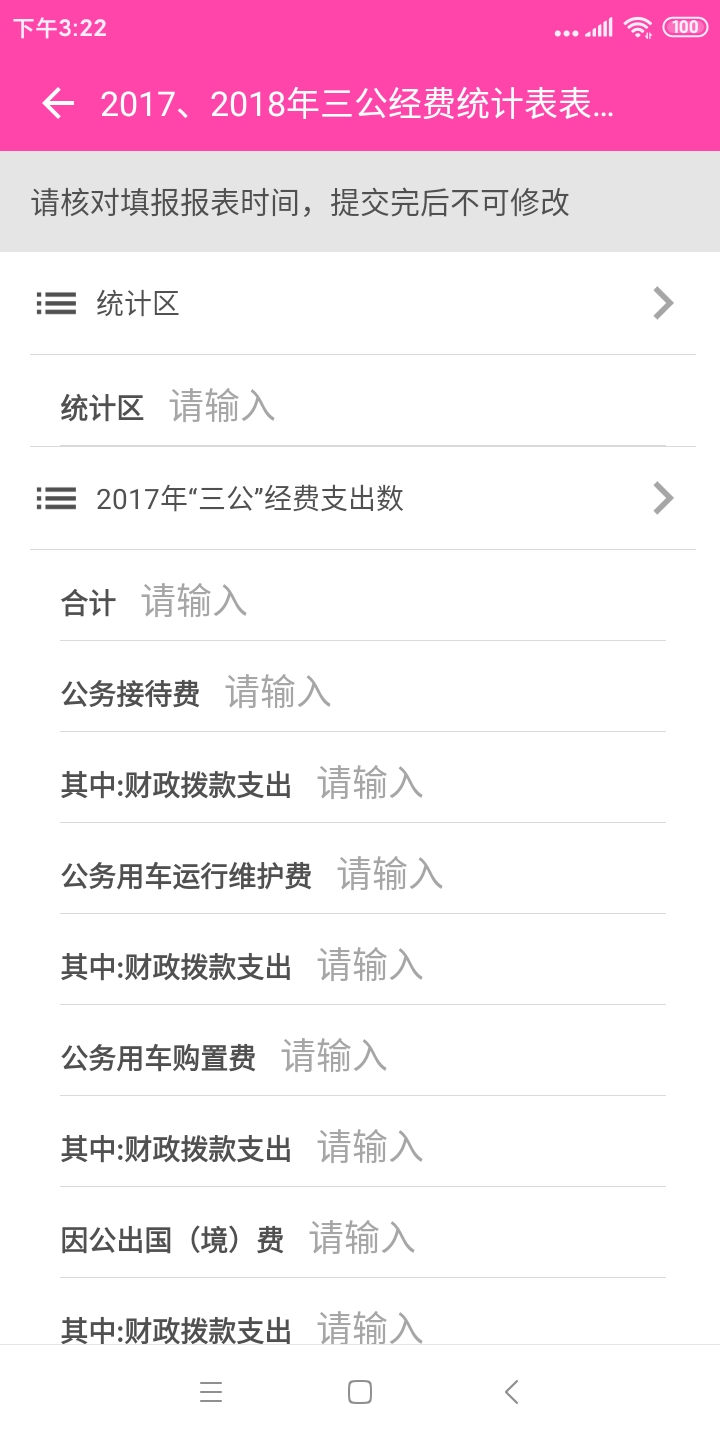 下午3:22
100
2017、2018年三公经费统计表表...
请核对填报报表时间，提交完后不可修改
统计区
统计区 请输入
2017年“三公”经费支出数
合计 请输入
公务接待费 请输入
其中:财政拨款支出 请输入
公务用车运行维护费 请输入
其中:财政拨款支出 请输入
公务用车购置费 请输入
其中:财政拨款支出 请输入
因公出国（境）费 请输入
其中:财政拨款支出 请输入